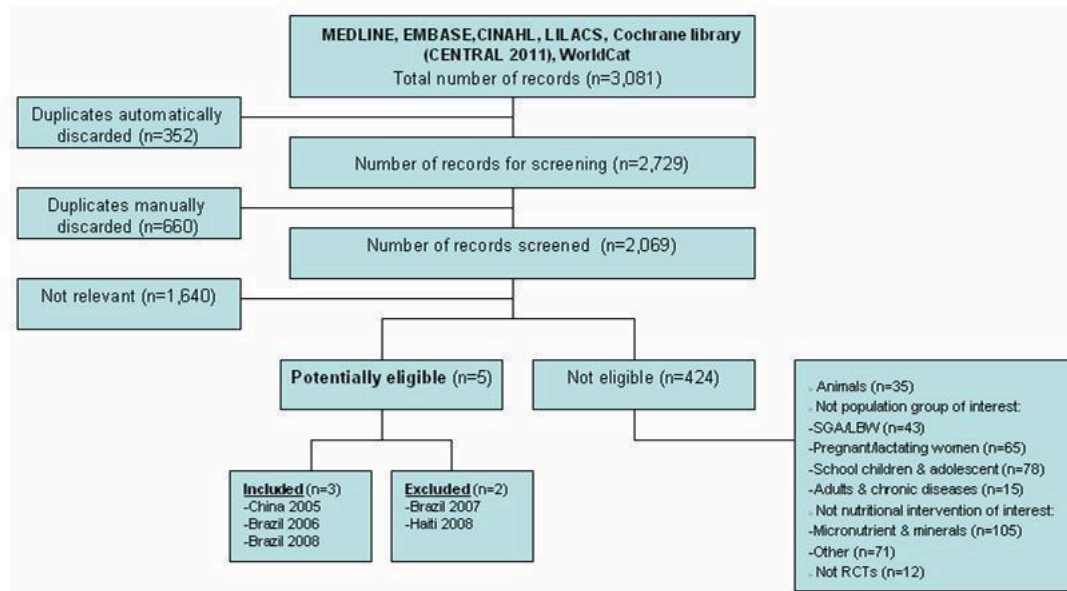 MEDLINE, EMBASE,CINAHL, LILACS, Cochrane library
(CENTRAL 2011), WorldCat
Total number of records (n=3,081)
Duplicates automatically
discarded (n=352)
Number of records for screening (n=2,729)
Duplicates manually
discarded (n=660)
Number of records screened (n=2,069)
Not relevant (n=1,640)
Potentially eligible (n=5)
Not eligible (n=424)
Included (n=3)
-China 2005
-Brazil 2006
-Brazil 2008
Excluded (n=2)
-Brazil 2007
-Haiti 2008
. Animals (n=35)
. Not population group of interest:
-SGA/LBW (n=43)
-Pregnant/lactating women (n=65)
-School children & adolescent (n=78)
-Adults & chronic diseases (n=15)
. Not nutritional intervention of interest:
-Micronutrient & minerals (n=105)
-Other (n=71)
. Not RCTs (n=12)